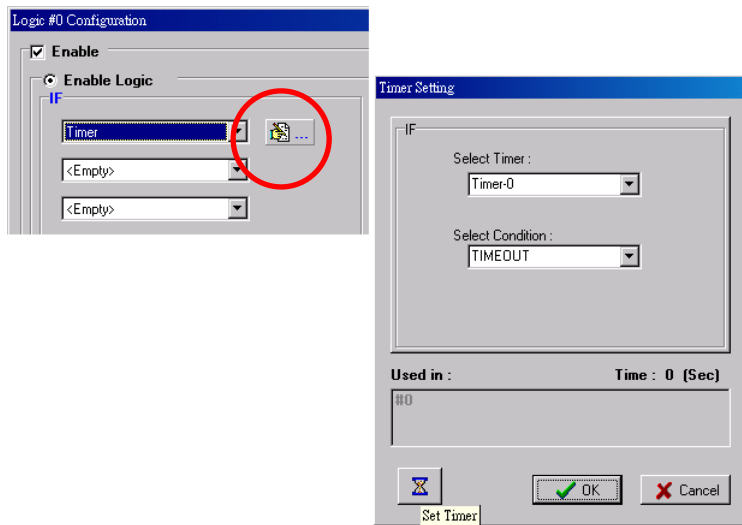 Logic #0 Configuration
Enable
Enable Logic
IF
Timer
...
<Empty>
<Empty>
Timer Setting
IF
Select Timer :
Timer-0
Select Condition :
TIMEOUT
Used in :
Time : 0 (Sec)
#0
OK
Cancel
Set Timer